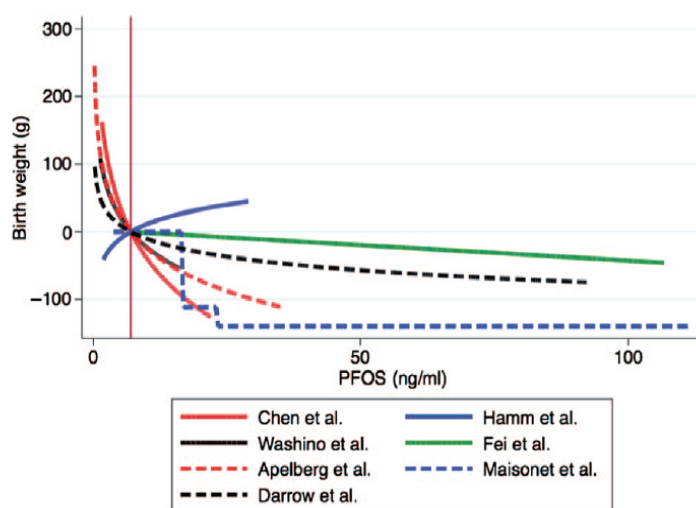 300
200
100
0
−100
Birth weight (g)
0 50 100
PFOS (ng/ml)
Chen et al. Hamm et al.
Washino et al. Fei et al.
Apelberg et al. Maisonet et al.
Darrow et al.